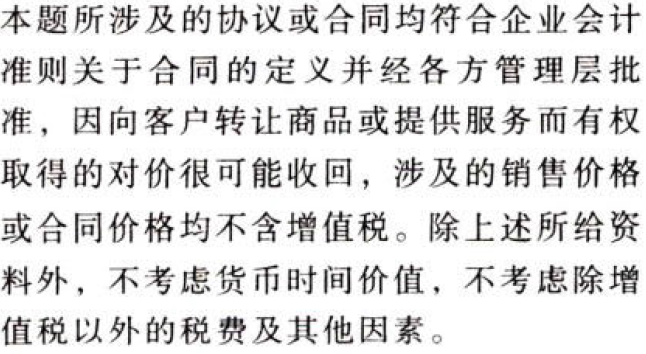 本题所涉及的协议或合同均符合企业会计
准则关于合同的定义并经各方管理层批
准，因向客户转让商品或提供服务而有权
取得的对价很可能收回，涉及的销售价格
或合同价格均不含增值税。除上述所给资
料外，不考虑货币时间价值，不考虑除增
值税以外的税费及其他因素。